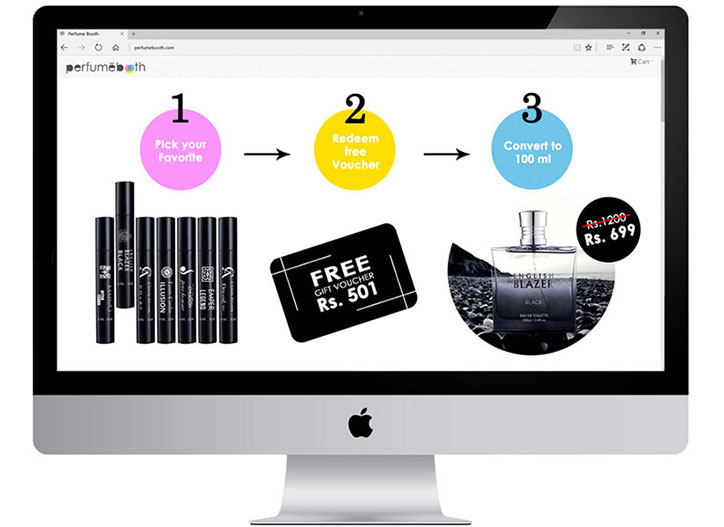 Perfume Booth
perfumebooth.com
perfumebooth
Cart
1
Pick your
Favorite
2
Redeem
free
Voucher
3
Convert to
100 ml
BLAZER
BLACK
ILLUSION
EMPER
LEGEND
FREE
GIFT VOUCHER
Rs. 501
Rs.1200
Rs. 699
ENGLISH
BLAZER
BLACK
EAU DE TOILETTE